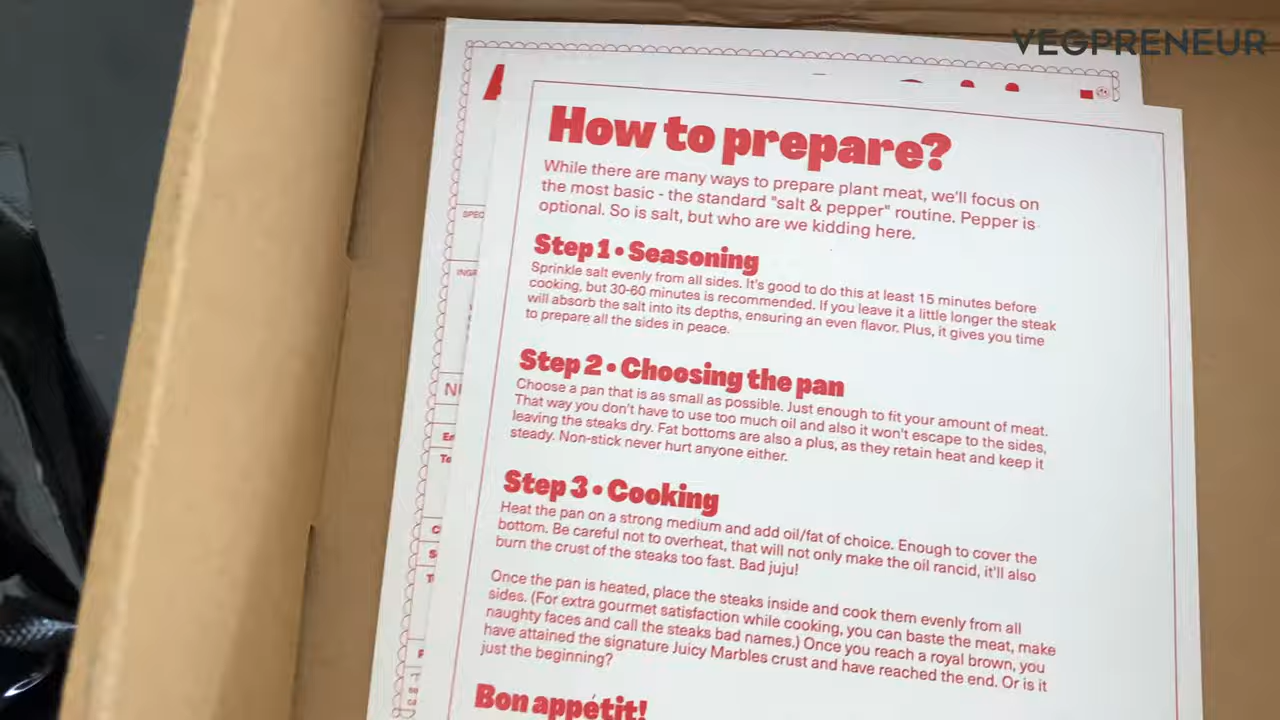 VEGPRENEUR
How to prepare?
While there are many ways to prepare plant meat, we'll focus on
the most basic - the standard "salt & pepper" routine. Pepper is
optional. So is salt, but who are we kidding here.
Step 1 • Seasoning
Sprinkle salt evenly from all sides. It's good to do this at least 15 minutes before
cooking, but 30-60 minutes is recommended. If you leave it a little longer the steak
will absorb the salt into its depths, ensuring an even flavor. Plus, it gives you time
to prepare all the sides in peace.
Step 2 • Choosing the pan
Choose a pan that is as small as possible. Just enough to fit your amount of meat.
That way you don't have to use too much oil and also it won't escape to the sides,
leaving the steaks dry. Fat bottoms are also a plus, as they retain heat and keep it
steady. Non-stick never hurt anyone either.
Step 3 • Cooking
Heat the pan on a strong medium and add oil/fat of choice. Enough to cover the
bottom. Be careful not to overheat, that will not only make the oil rancid, it'll also
burn the crust of the steaks too fast. Bad juju!
Once the pan is heated, place the steaks inside and cook them evenly from all
sides. (For extra gourmet satisfaction while cooking, you can baste the meat, make
naughty faces and call the steaks bad names.) Once you reach a royal brown, you
have attained the signature Juicy Marbles crust and have reached the end. Or is it
just the beginning?
Bon appétit!